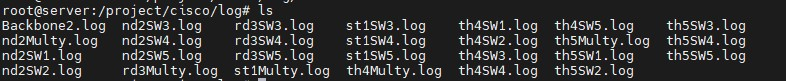 root@server:/project/cisco/log# ls
Backbone2.log nd2SW3.log rd3SW3.log st1SW3.log th4SW1.log th4SW5.log th5SW3.log
nd2Multy.log nd2SW4.log rd3SW4.log st1SW4.log th4SW2.log th5Multy.log th5SW4.log
nd2SW1.log nd2SW5.log rd3SW5.log st1SW5.log th4SW3.log th5SW1.log th5SW5.log
nd2SW2.log rd3Multy.log st1Multy.log th4Multy.log th4SW4.log th5SW2.log